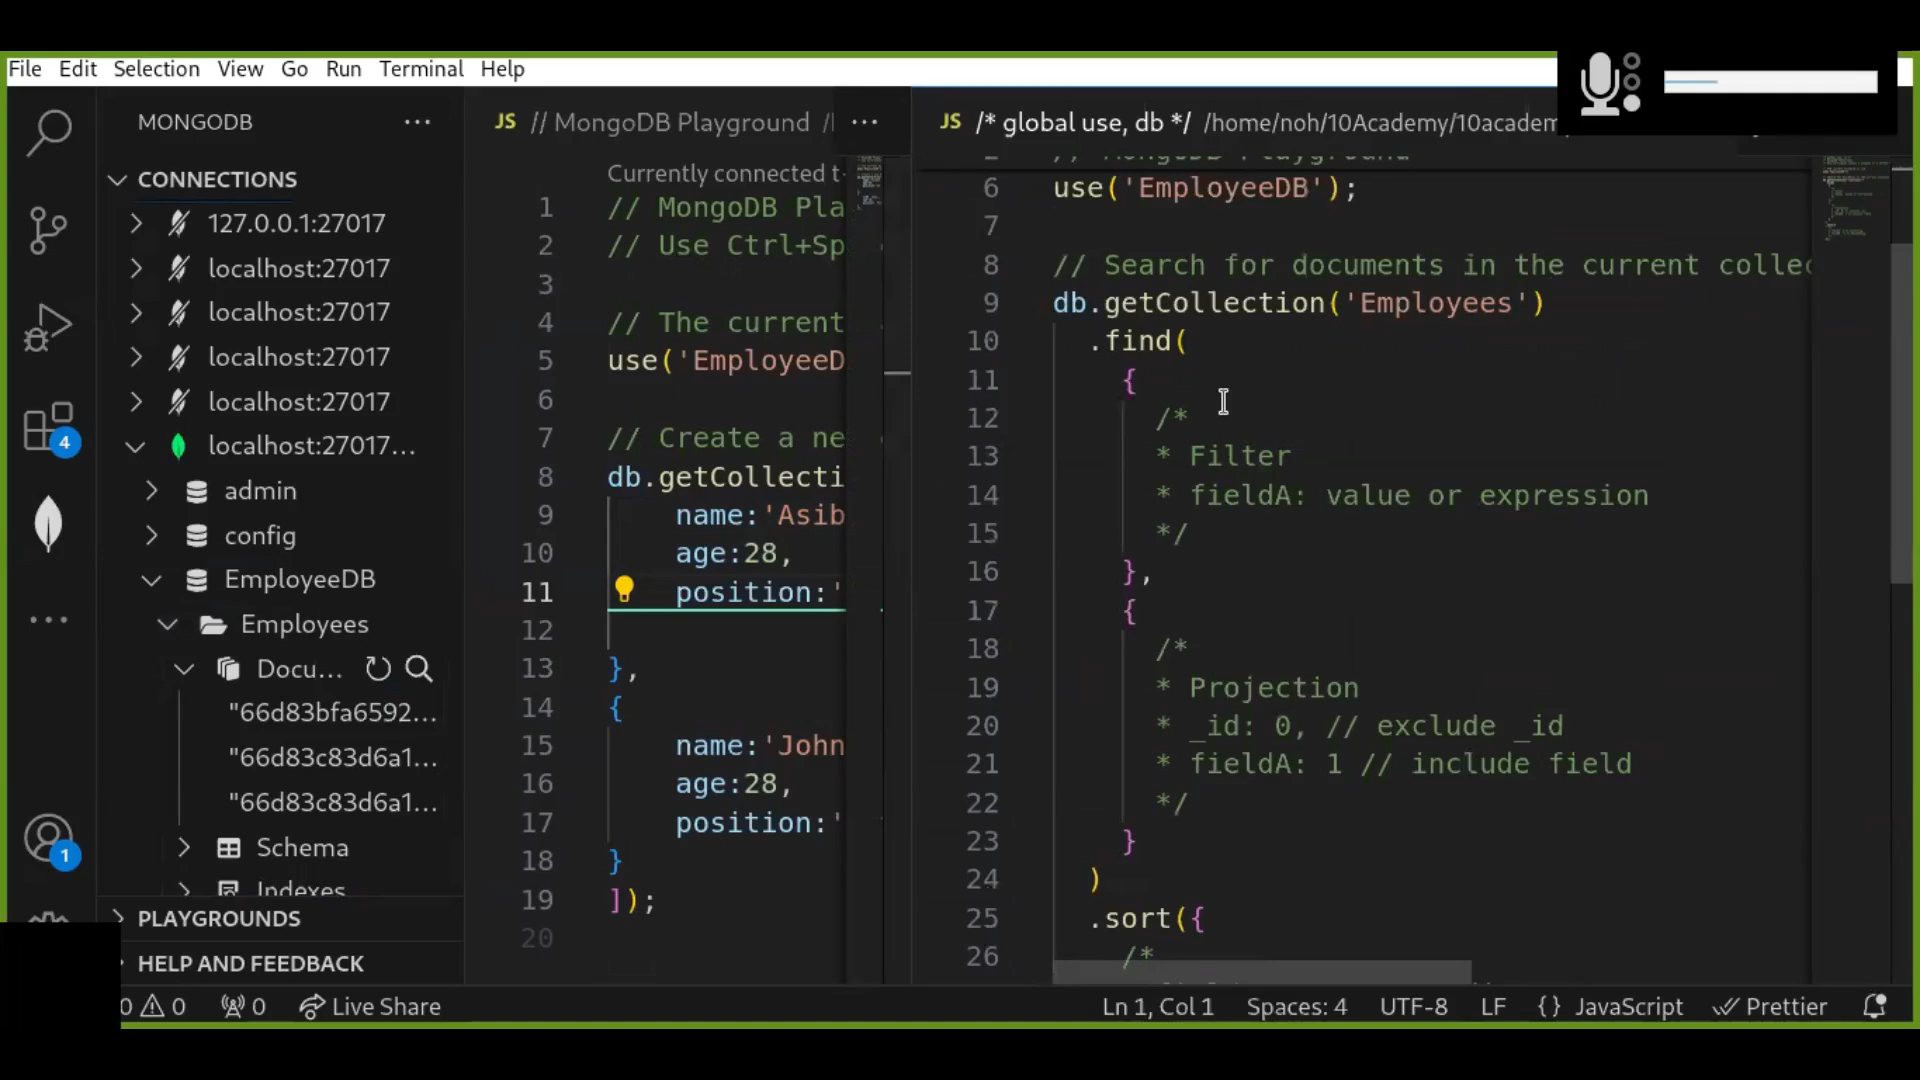 File Edit Selection View Go Run Terminal Help
MONGODB ...
CONNECTIONS
127.0.0.1:27017
localhost:27017
localhost:27017
localhost:27017
localhost:27017
localhost:27017...
admin
config
EmployeeDB
Employees
Docu...
"66d83bfa6592...
"66d83c83d6a1...
"66d83c83d6a1...
Schema
Indexes
PLAYGROUNDS
HELP AND FEEDBACK
4
1
JS // MongoDB Playground ...
Currently connected t
1 // MongoDB Pla
2 // Use Ctrl+Sp
3
4 // The current
5 use('EmployeeD
6
7 // Create a ne
8 db.getCollecti
9 name:'Asib
10 age:28,
11 position:'
12
13 },
14 {
15 name:'John
16 age:28,
17 position:'
18 }
19 ]);
20
JS /* global use, db */ /home/noh/10Academy/10academ
// MongoDB Playground
6 use('EmployeeDB');
7
8 // Search for documents in the current collec
9 db.getCollection('Employees')
10 .find(
11 {
12 /*
13 * Filter
14 * fieldA: value or expression
15 */
16 },
17 {
18 /*
19 * Projection
20 * _id: 0, // exclude _id
21 * fieldA: 1 // include field
22 */
23 }
24 )
25 .sort({
26 /*
0 0 0 Live Share Ln 1, Col 1 Spaces: 4 UTF-8 LF {} JavaScript Prettier